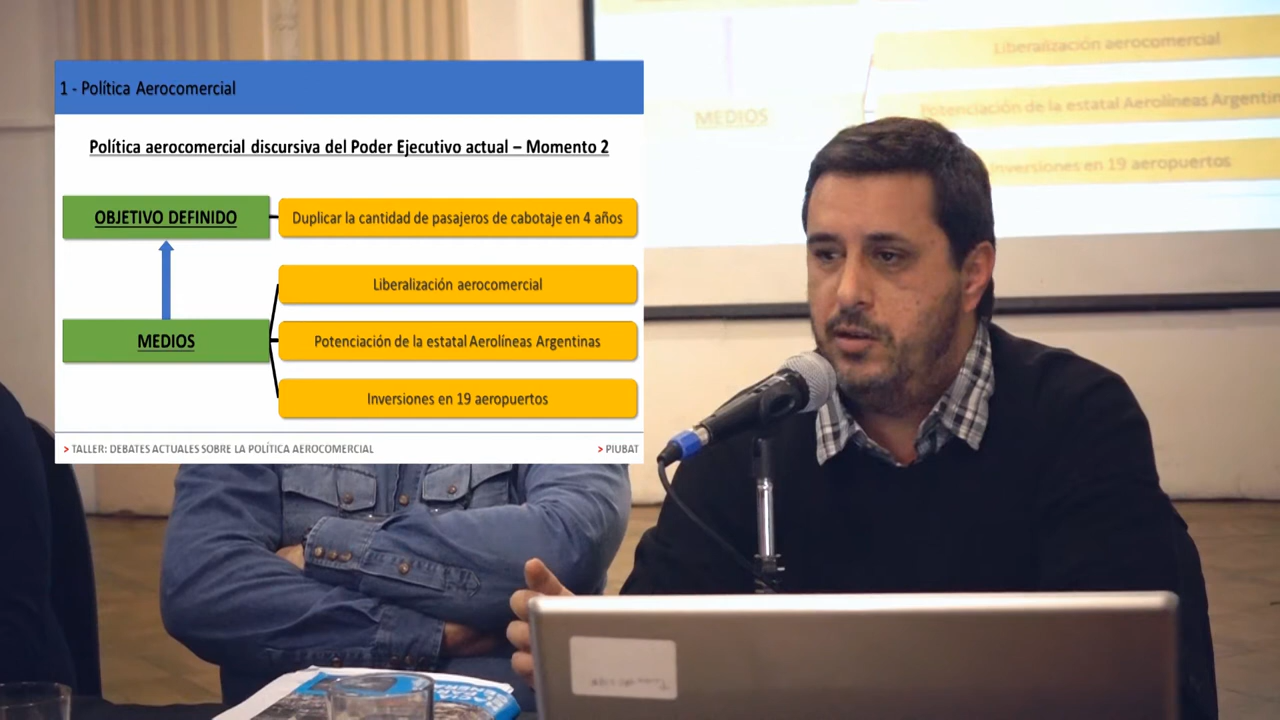 1 - Política Aerocomercial
Política aerocomercial discursiva del Poder Ejecutivo actual – Momento 2
OBJETIVO DEFINIDO
Duplicar la cantidad de pasajeros de cabotaje en 4 años
Liberalización aerocomercial
MEDIOS
Potenciación de la estatal Aerolíneas Argentinas
Inversiones en 19 aeropuertos
> TALLER: DEBATES ACTUALES SOBRE LA POLÍTICA AEROCOMERCIAL
> PIUBAT
Liberalización aerocomercial
MEDIOS
Potenciación de la estatal Aerolíneas Argentin
Inversiones en 19 aeropuertos